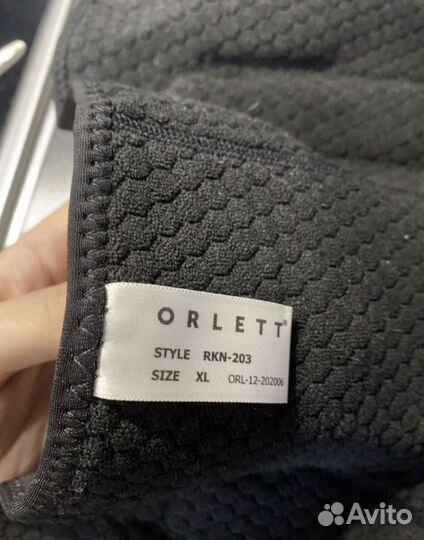 ORLETT®
STYLE RKN-203
SIZE XL ORL-12-202006
Avito